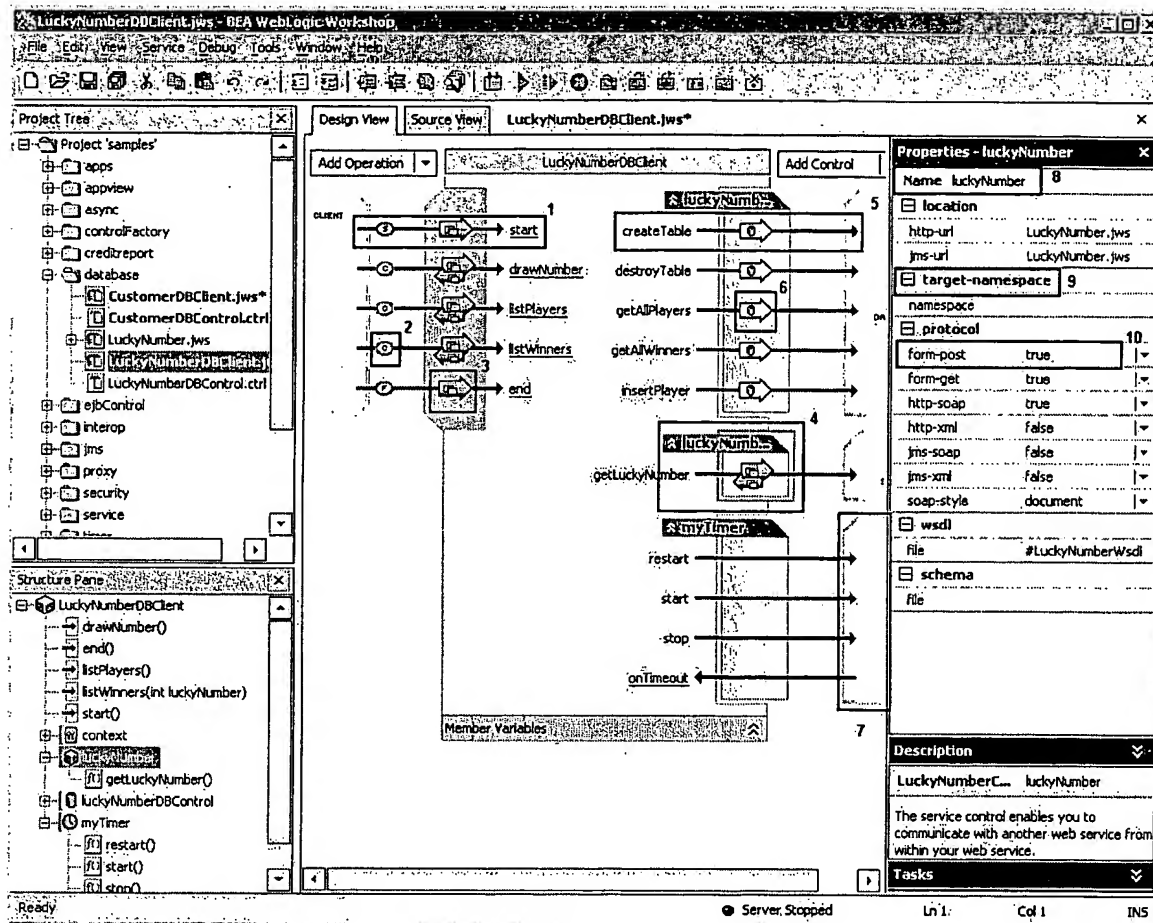 LuckyNumberDBClient.jws - BEA WebLogic Workshop
File Edit View Service Debug Tools Window Help
Project Tree
Project 'samples'
apps
appview
async
controlFactory
creditreport
database
CustomerDBClient.jws*
CustomerDBControl.ctrl
LuckyNumber.jws
LuckyNumberDBClient.j
LuckyNumberDBControl.ctrl
ejbControl
interop
jms
proxy
security
service
timer
Structure Pane
LuckyNumberDBClient
drawNumber()
end()
listPlayers()
listWinners(int luckyNumber)
start()
context
luckyNumber
getLuckyNumber()
luckyNumberDBControl
myTimer
restart()
start()
stop()
Design View Source View LuckyNumberDBClient.jws*
Add Operation LuckyNumberDBClient Add Control
CLIENT
1
start
drawNumber
listPlayers
2
listWinners
3
end
luckyNumb...
5
createTable
destroyTable
6
getAllPlayers
getAllWinners
insertPlayer
4
luckyNumb...
getLuckyNumber
myTimer
restart
start
stop
onTimeout
7
Member Variables
Properties - luckyNumber
Name luckyNumber 8
location
http-url LuckyNumber.jws
jms-url LuckyNumber.jws
target-namespace 9
namespace
protocol
10
form-post true
form-get true
http-soap true
http-xml false
jms-soap false
jms-xml false
soap-style document
wsdl
file #LuckyNumberWsdl
schema
file
Description
LuckyNumberC... luckyNumber
The service control enables you to
communicate with another web service from
within your web service.
Tasks
Ready Server Stopped Ln 1 Col 1 INS